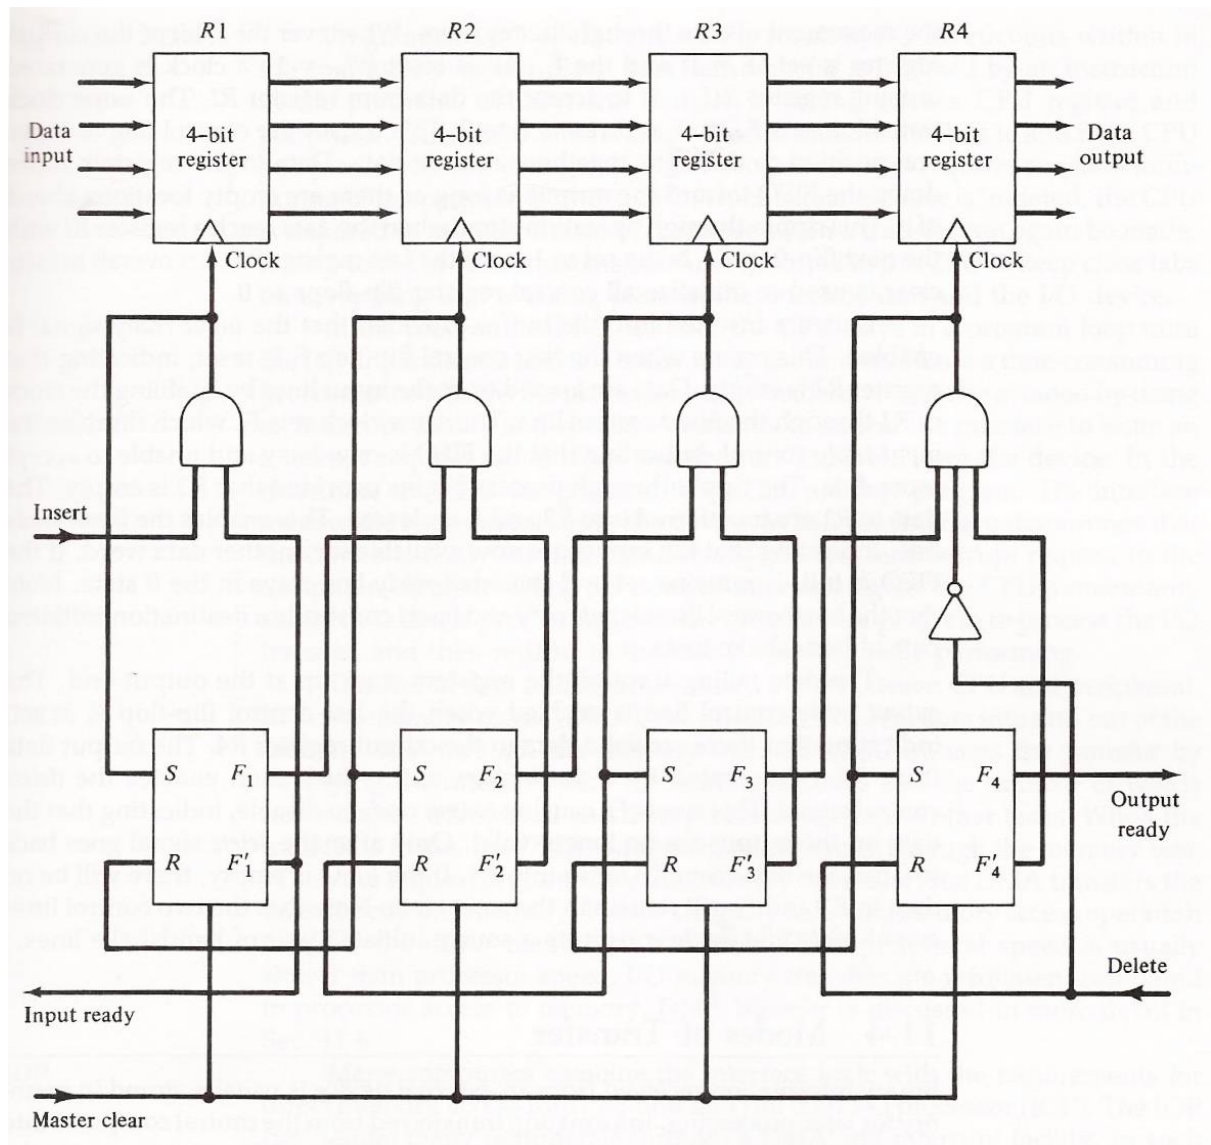 R1 R2 R3 R4
Data input
4-bit register
4-bit register
4-bit register
4-bit register
Data output
Clock Clock Clock Clock
Insert
S F₁ S F₂ S F₃ S F₄
Output ready
R F′₁ R F′₂ R F′₃ R F′₄
Delete
Input ready
Master clear